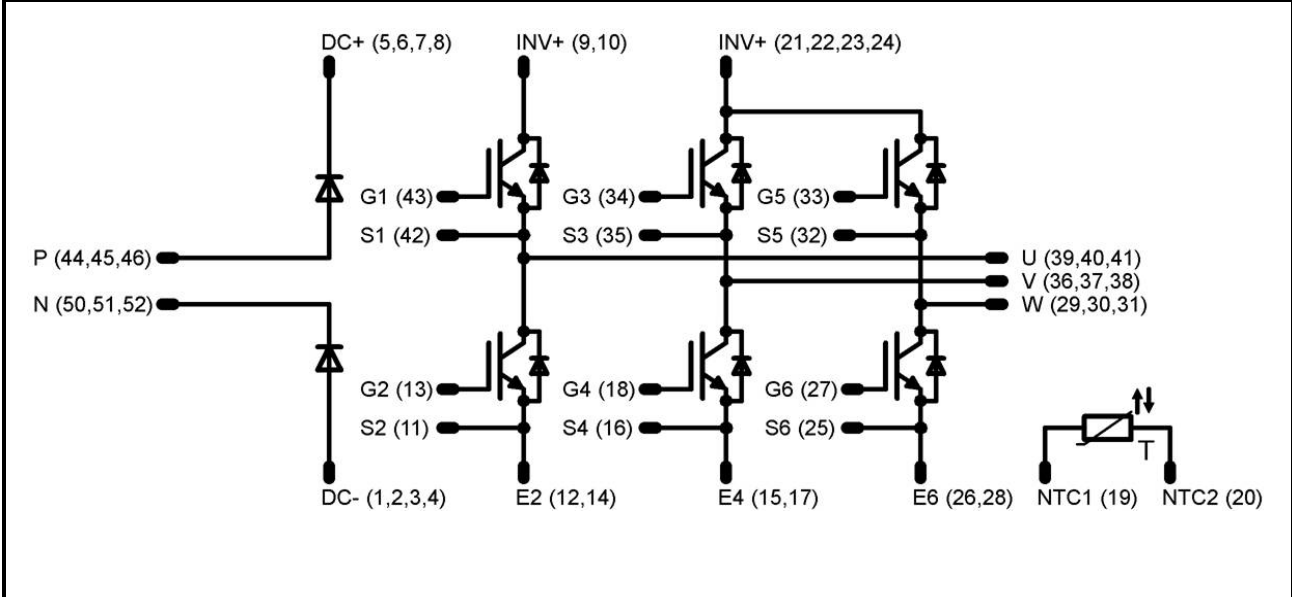 DC+ (5,6,7,8)
INV+ (9,10)
INV+ (21,22,23,24)
G1 (43)
G3 (34)
G5 (33)
S1 (42)
S3 (35)
S5 (32)
P (44,45,46)
U (39,40,41)
V (36,37,38)
N (50,51,52)
W (29,30,31)
G2 (13)
G4 (18)
G6 (27)
S2 (11)
S4 (16)
S6 (25)
T
DC- (1,2,3,4)
E2 (12,14)
E4 (15,17)
E6 (26,28)
NTC1 (19)
NTC2 (20)